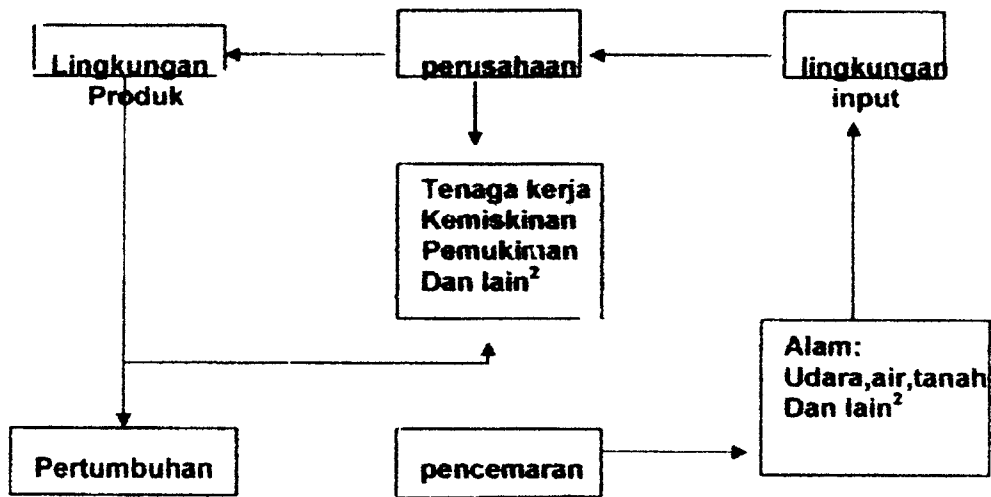 Lingkungan
Produk
perusahaan
lingkungan
input
Tenaga kerja
Kemiskinan
Pemukiman
Dan lain²
Alam:
Udara,air,tanah
Dan lain²
Pertumbuhan
pencemaran